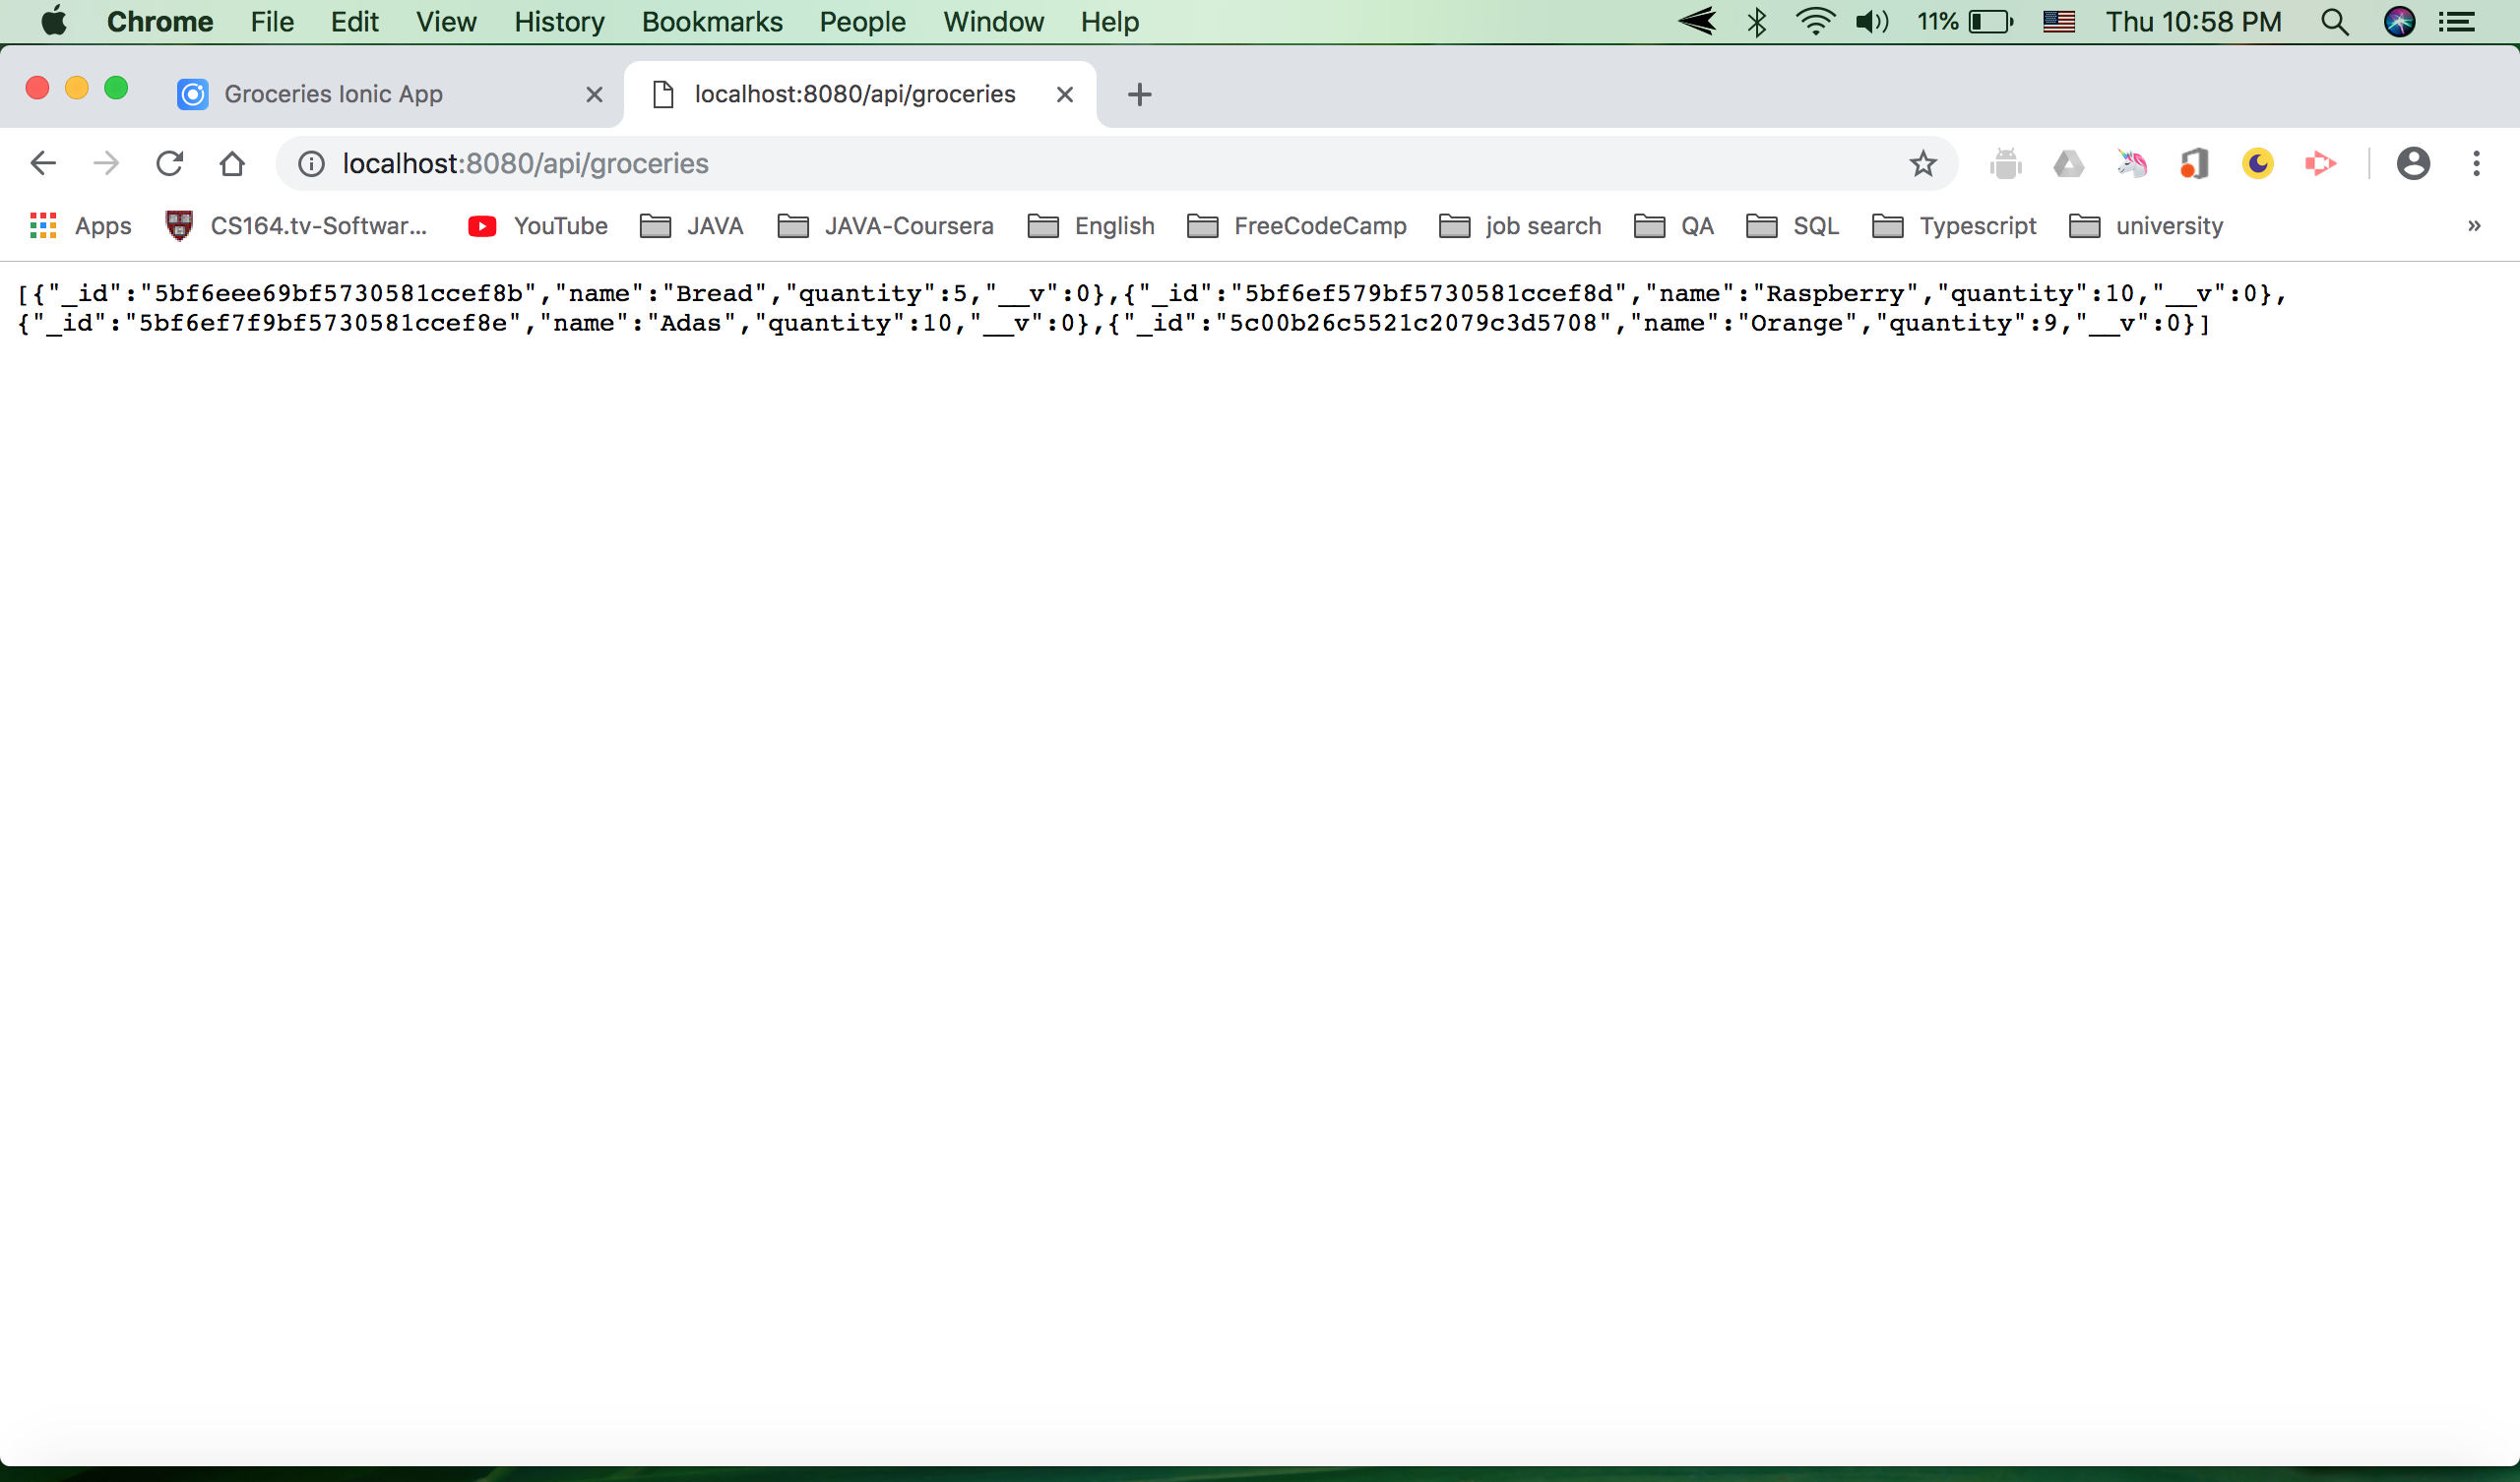 Chrome File Edit View History Bookmarks People Window Help 11% Thu 10:58 PM
Groceries Ionic App localhost:8080/api/groceries
localhost:8080/api/groceries
Apps CS164.tv-Softwar... YouTube JAVA JAVA-Coursera English FreeCodeCamp job search QA SQL Typescript university »
[{"_id":"5bf6eee69bf5730581ccef8b","name":"Bread","quantity":5,"__v":0},{"_id":"5bf6ef579bf5730581ccef8d","name":"Raspberry","quantity":10,"__v":0},
{"_id":"5bf6ef7f9bf5730581ccef8e","name":"Adas","quantity":10,"__v":0},{"_id":"5c00b26c5521c2079c3d5708","name":"Orange","quantity":9,"__v":0}]